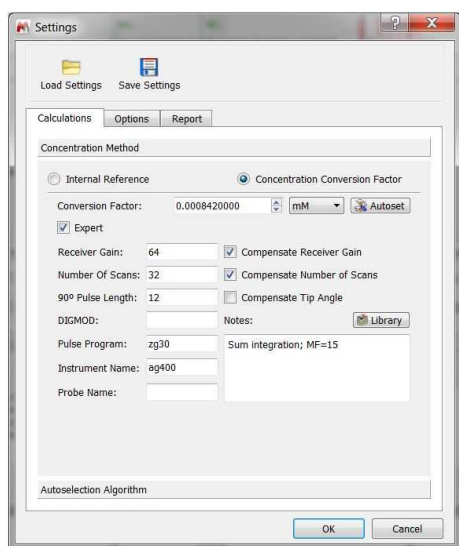 Settings
Load Settings Save Settings
Calculations Options Report
Concentration Method
Internal Reference Concentration Conversion Factor
Conversion Factor: 0.0008420000 mM Autoset
Expert
Receiver Gain: 64 Compensate Receiver Gain
Number Of Scans: 32 Compensate Number of Scans
90º Pulse Length: 12 Compensate Tip Angle
DIGMOD: Notes: Library
Pulse Program: zg30 Sum integration; MF=15
Instrument Name: ag400
Probe Name:
Autoselection Algorithm
OK Cancel